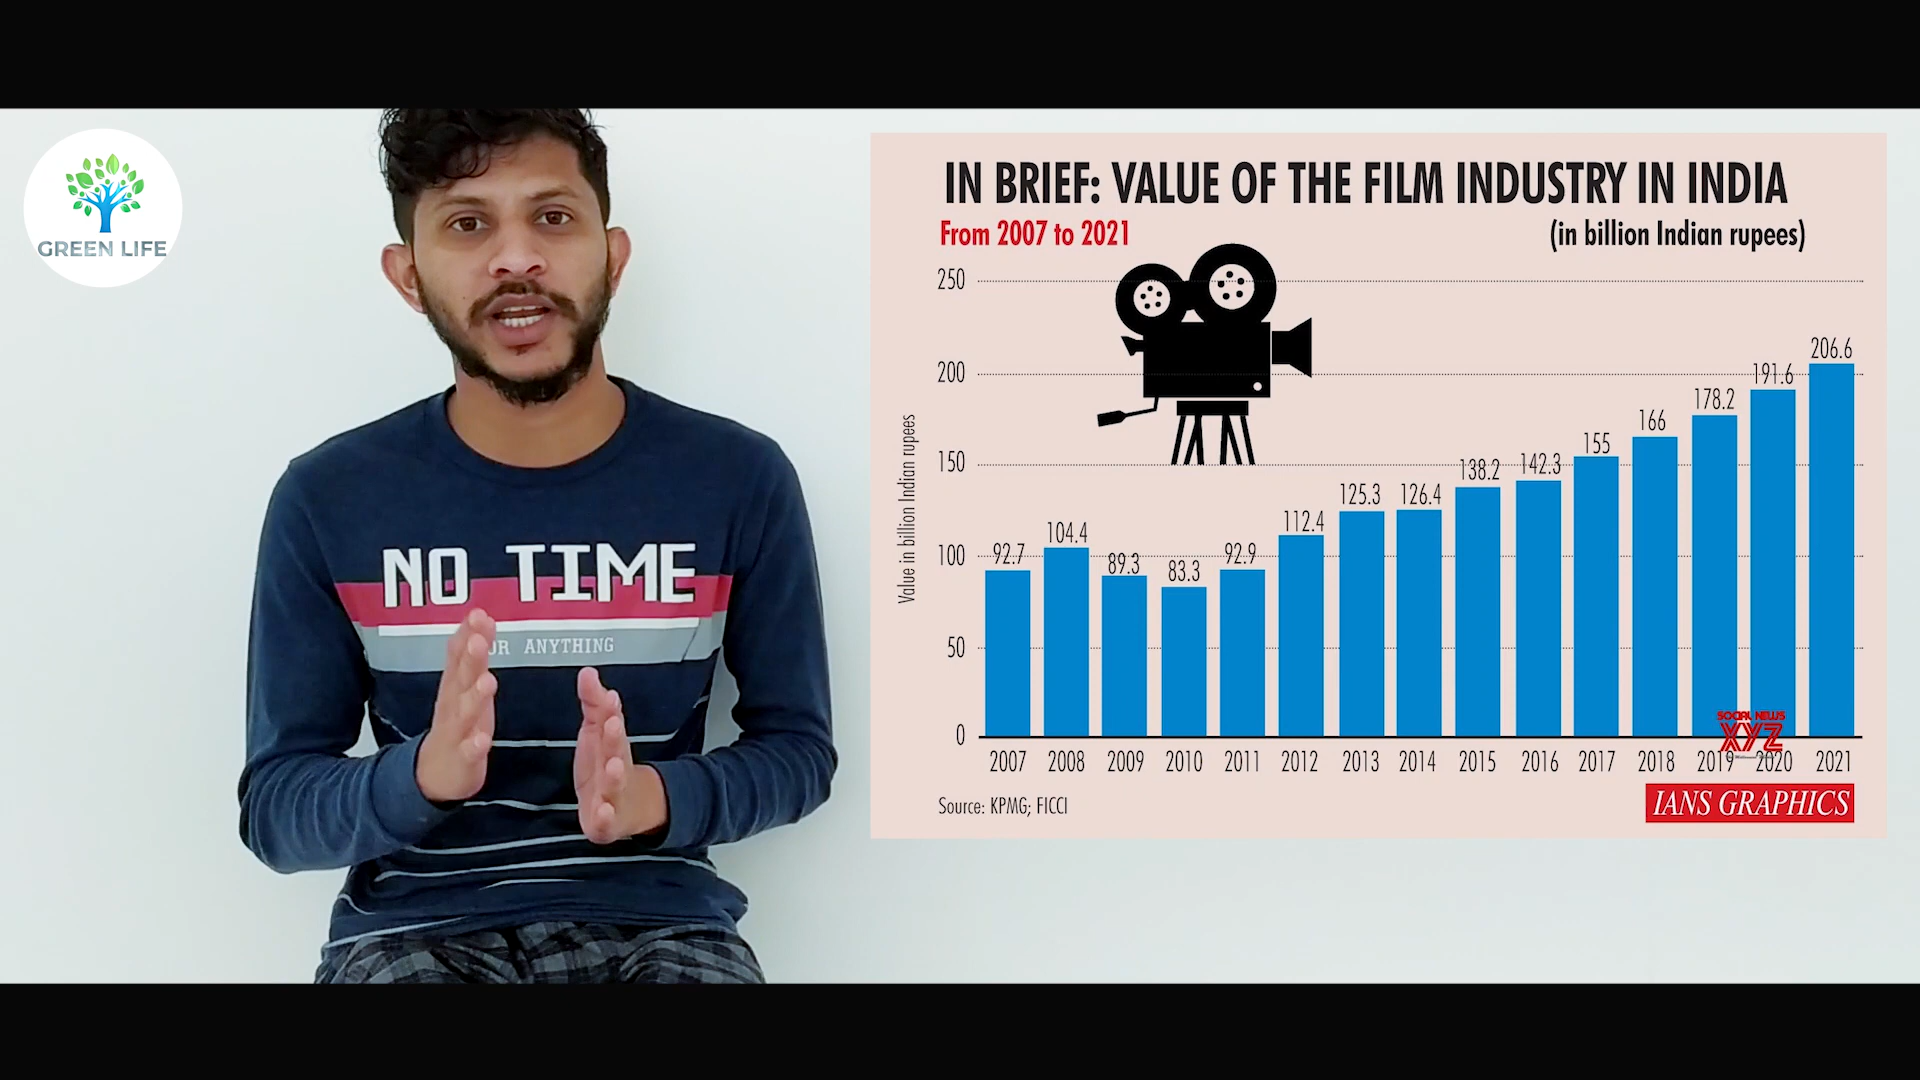 GREEN LIFE
NO TIME
OR ANYTHING
IN BRIEF: VALUE OF THE FILM INDUSTRY IN INDIA
From 2007 to 2021
(in billion Indian rupees)
Value in billion Indian rupees
250
200
150
100
50
0
92.7
104.4
89.3
83.3
92.9
112.4
125.3
126.4
138.2
142.3
155
166
178.2
191.6
206.6
2007 2008 2009 2010 2011 2012 2013 2014 2015 2016 2017 2018 2019 2020 2021
SOCIAL NEWS
XYZ
Source: KPMG; FICCI
IANS GRAPHICS